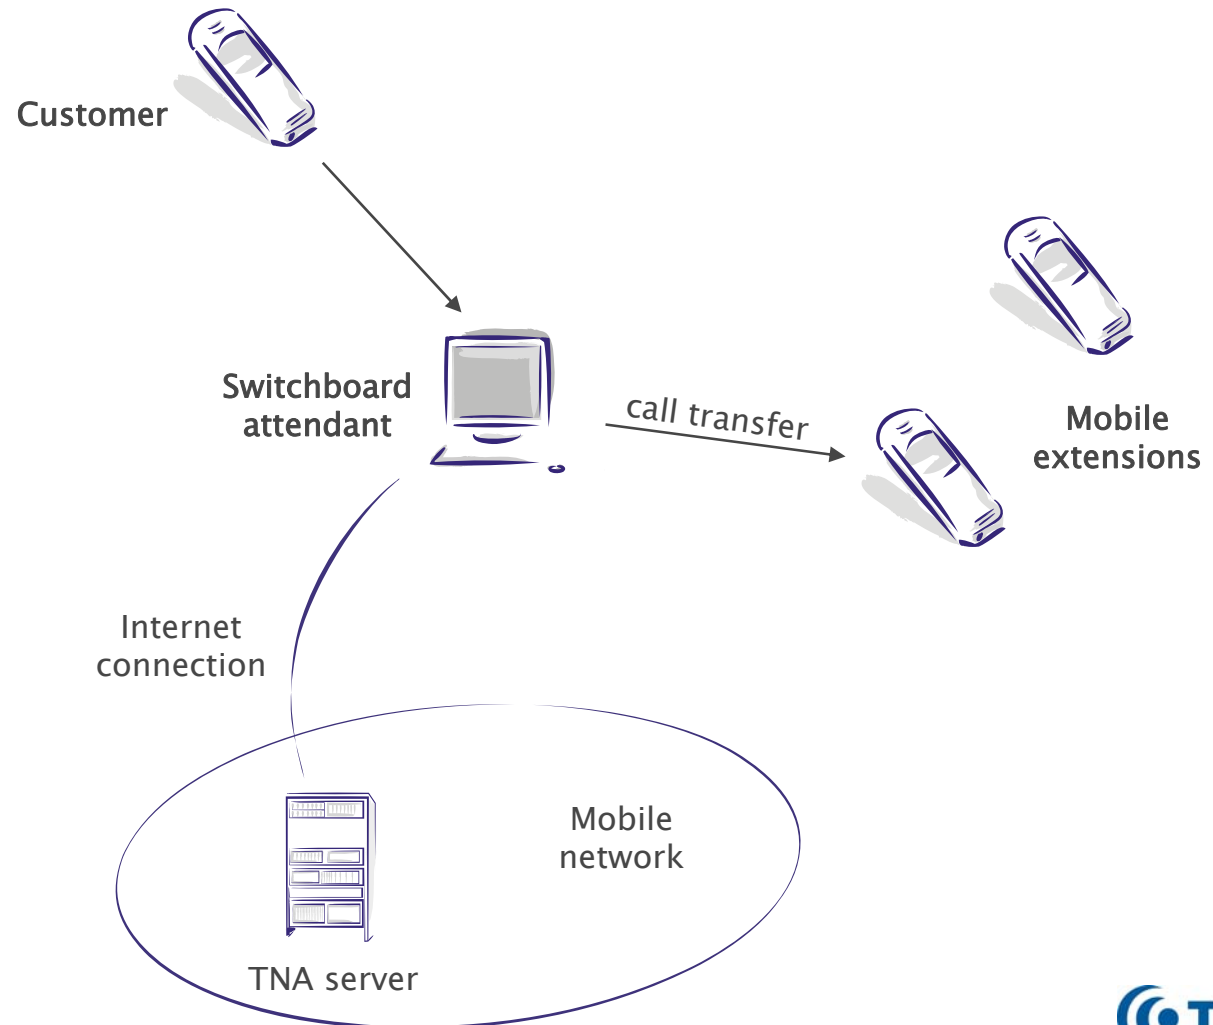 Customer
Switchboard
attendant
call transfer
Mobile
extensions
Internet
connection
Mobile
network
TNA server
T